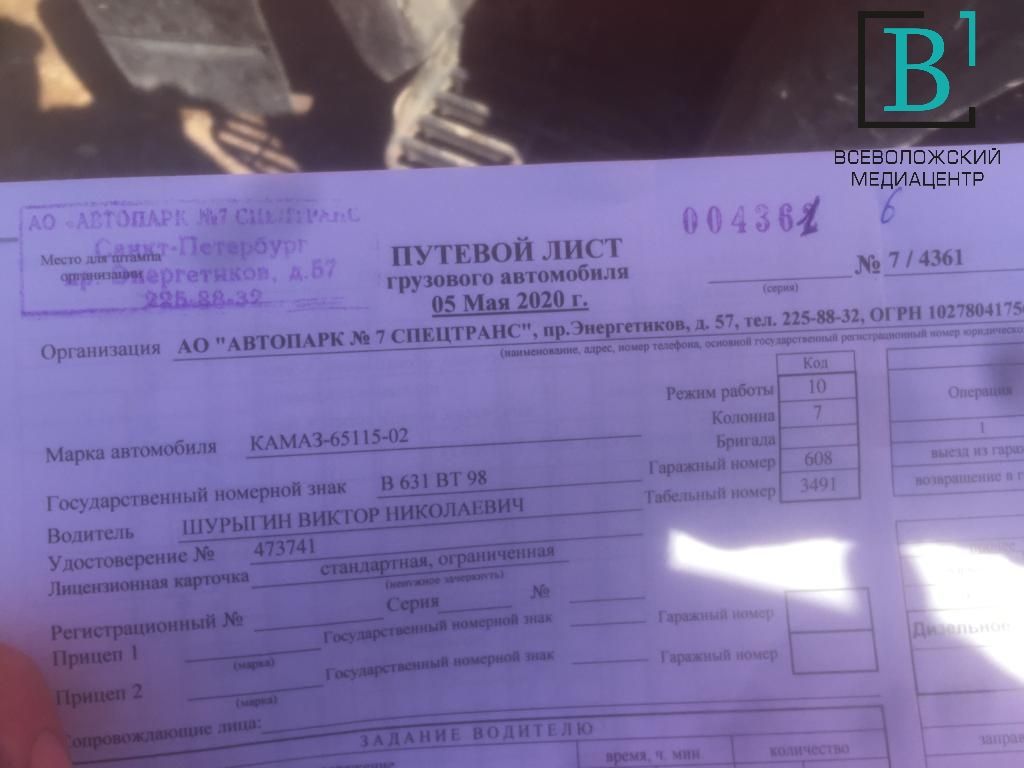 В1
ВСЕВОЛОЖСКИЙ
МЕДИАЦЕНТР
АО «АВТОПАРК №7 СПЕЦТРАНС
Санкт-Петербург
Место для штампа
организации
пр. Энергетиков, д.57
225-88-32
004361
6
ПУТЕВОЙ ЛИСТ
грузового автомобиля
05 Мая 2020 г.
№ 7 / 4361
(серия)
Организация АО "АВТОПАРК № 7 СПЕЦТРАНС", пр.Энергетиков, д. 57, тел. 225-88-32, ОГРН 10278041756
(наименование, адрес, номер телефона, основной государственный регистрационный номер юридического
Код
Режим работы 10
Колонна 7
Бригада
Гаражный номер 608
Табельный номер 3491
Операция
1
выезд из гаража
возвращение в г
Марка автомобиля КАМАЗ-65115-02
Государственный номерной знак В 631 ВТ 98
Водитель ШУРЫГИН ВИКТОР НИКОЛАЕВИЧ
Удостоверение № 473741
Лицензионная карточка стандартная, ограниченная
(ненужное зачеркнуть)
Регистрационный № Серия №
Прицеп 1 Государственный номерной знак Гаражный номер
(марка)
Прицеп 2 Государственный номерной знак Гаражный номер
(марка)
Дизельное
Сопровождающие лица:
ЗАДАНИЕ ВОДИТЕЛЮ
время, ч. мин
количество
заправ